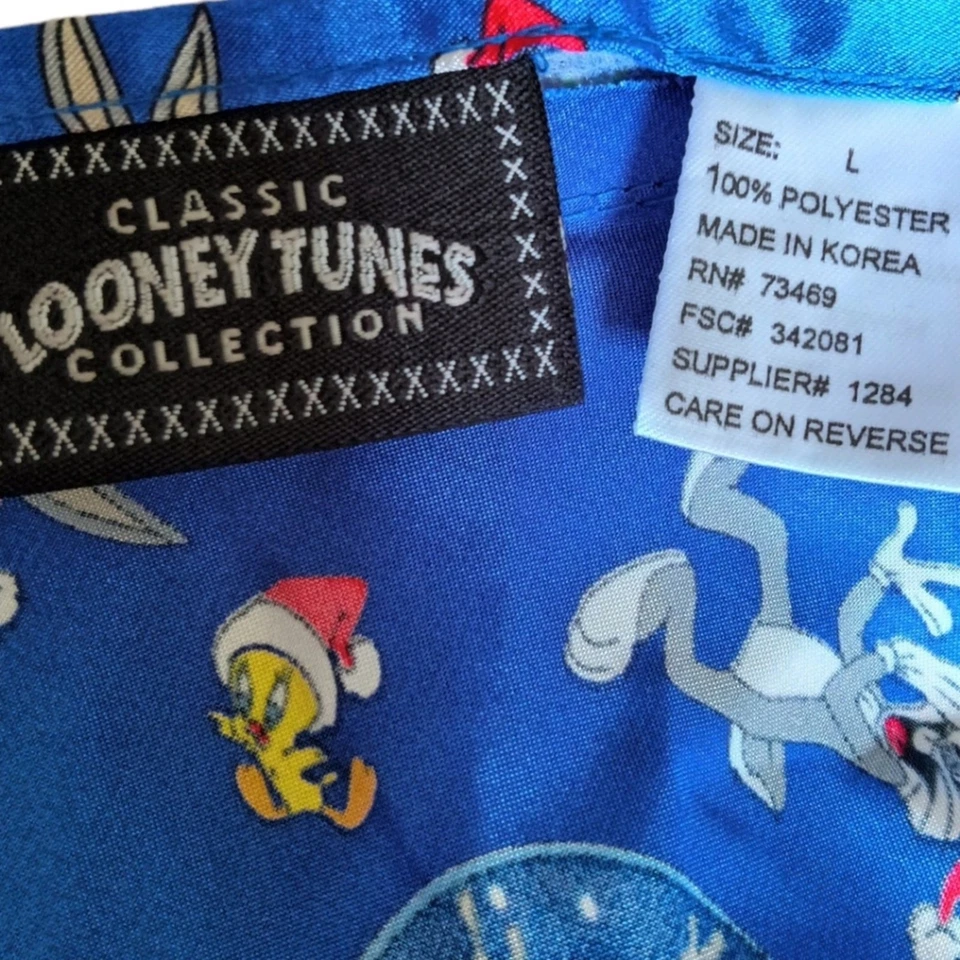 CLASSIC
LOONEY TUNES
COLLECTION
SIZE: L
100% POLYESTER
MADE IN KOREA
RN# 73469
FSC# 342081
SUPPLIER# 1284
CARE ON REVERSE